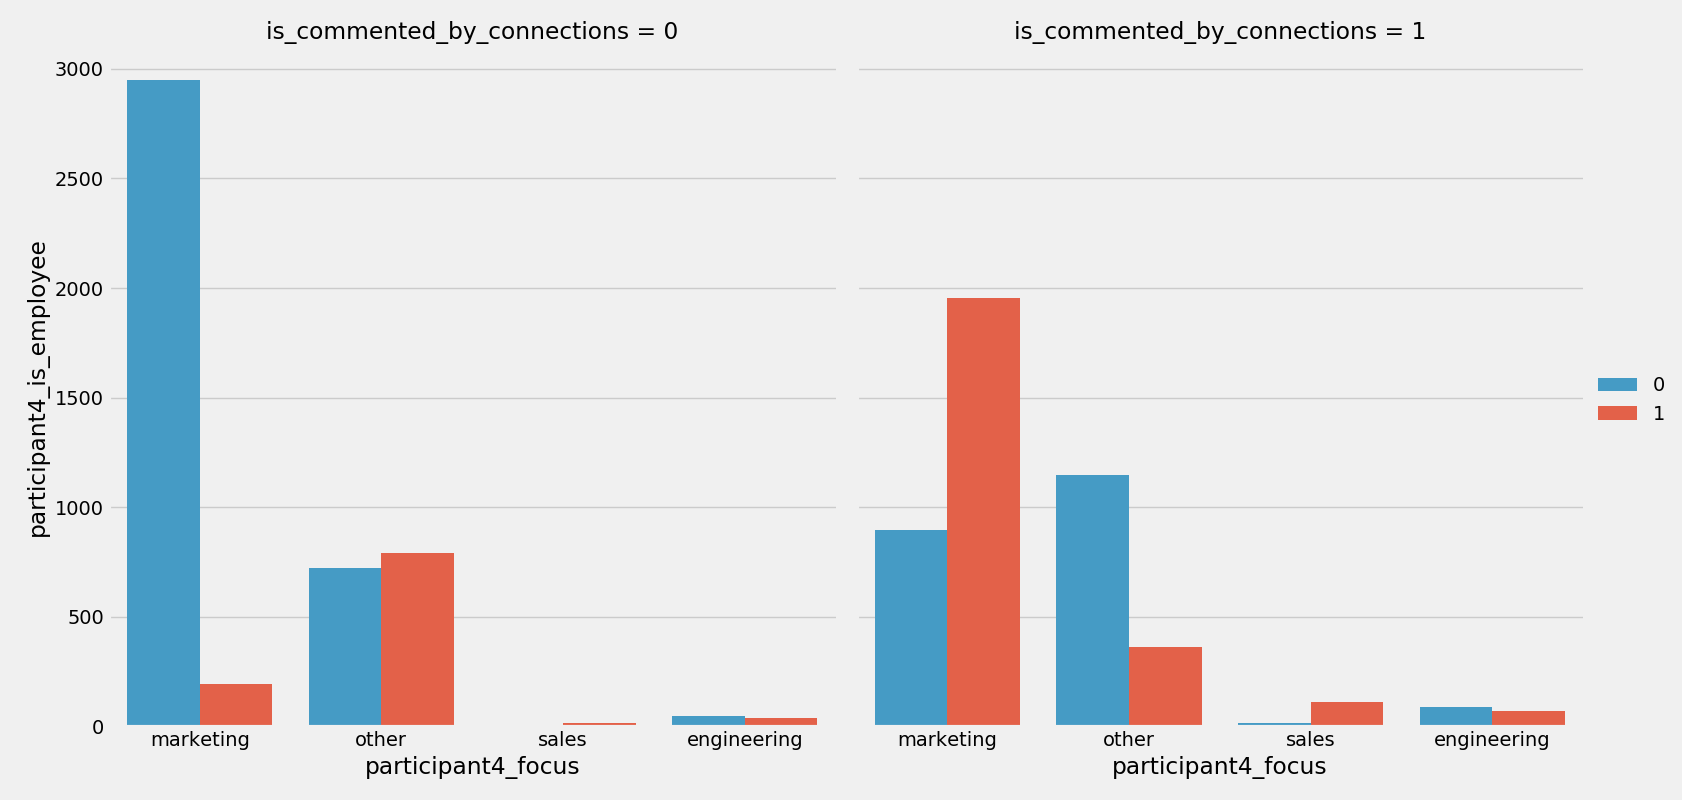 is_commented_by_connections = 0
is_commented_by_connections = 1
participant4_is_employee
3000
2500
2000
1500
1000
500
0
marketing other sales engineering
marketing other sales engineering
participant4_focus
participant4_focus
0
1